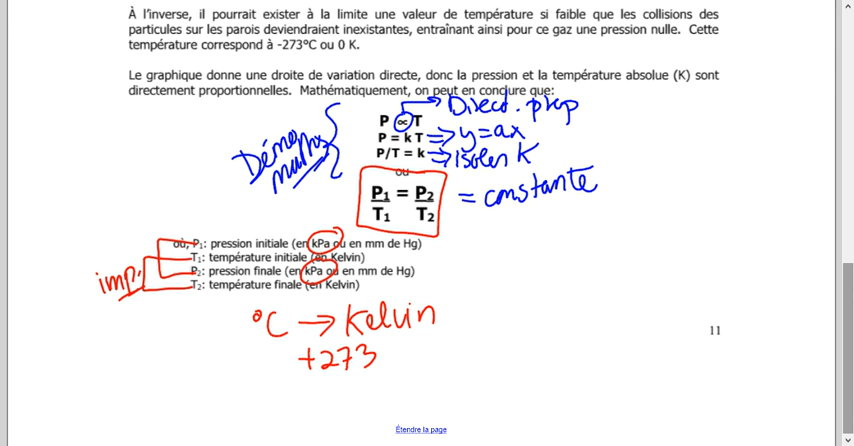 À l'inverse, il pourrait exister à la limite une valeur de température si faible que les collisions des
particules sur les parois deviendraient inexistantes, entraînant ainsi pour ce gaz une pression nulle. Cette
température correspond à -273°C ou 0 K.
Le graphique donne une droite de variation directe, donc la pression et la température absolue (K) sont
directement proportionnelles. Mathématiquement, on peut en conclure que:
P ∝ T → Direct. prop
P = k T ⇒ y = ax
P/T = k ⇒ isoler K
ou
P₁ = P₂ = constante
T₁ T₂
où, P₁: pression initiale (en kPa ou en mm de Hg)
T₁: température initiale (en Kelvin)
P₂: pression finale (en kPa ou en mm de Hg)
T₂: température finale (en Kelvin)
imp.
°C → Kelvin
+273
11
Étendre la page